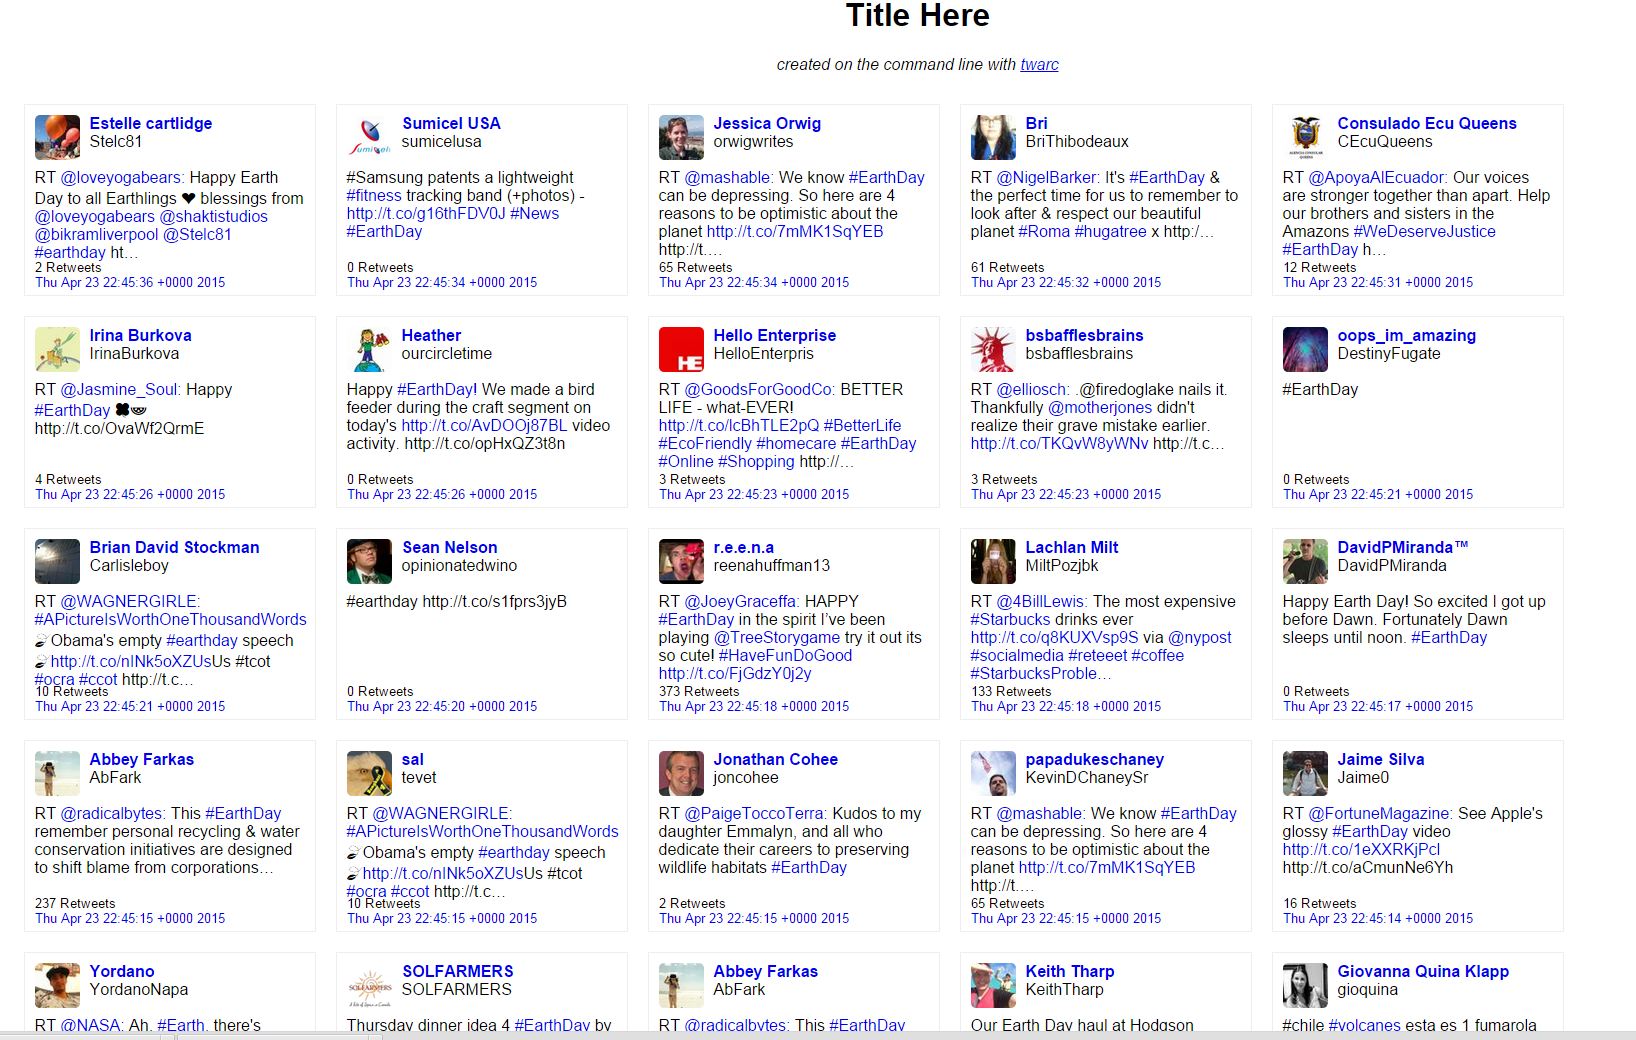 Title Here
created on the command line with twarc
Estelle cartlidge
Stelc81
RT @loveyogabears: Happy Earth
Day to all Earthlings ❤ blessings from
@loveyogabears @shaktistudios
@bikramliverpool @Stelc81
#earthday ht…
2 Retweets
Thu Apr 23 22:45:36 +0000 2015
Sumicel USA
sumicelusa
#Samsung patents a lightweight
#fitness tracking band (+photos) -
http://t.co/g16thFDV0J #News
#EarthDay
0 Retweets
Thu Apr 23 22:45:34 +0000 2015
Jessica Orwig
orwigwrites
RT @mashable: We know #EarthDay
can be depressing. So here are 4
reasons to be optimistic about the
planet http://t.co/7mMK1SqYEB
http://t.…
65 Retweets
Thu Apr 23 22:45:34 +0000 2015
Bri
BriThibodeaux
RT @NigelBarker: It's #EarthDay &
the perfect time for us to remember to
look after & respect our beautiful
planet #Roma #hugatree x http:/…
61 Retweets
Thu Apr 23 22:45:32 +0000 2015
Consulado Ecu Queens
CEcuQueens
RT @ApoyaAlEcuador: Our voices
are stronger together than apart. Help
our brothers and sisters in the
Amazons #WeDeserveJustice
#EarthDay h…
12 Retweets
Thu Apr 23 22:45:31 +0000 2015
Irina Burkova
IrinaBurkova
RT @Jasmine_Soul: Happy
#EarthDay 🍀🍉
http://t.co/OvaWf2QrmE
4 Retweets
Thu Apr 23 22:45:26 +0000 2015
Heather
ourcircletime
Happy #EarthDay! We made a bird
feeder during the craft segment on
today's http://t.co/AvDOOj87BL video
activity. http://t.co/opHxQZ3t8n
0 Retweets
Thu Apr 23 22:45:26 +0000 2015
Hello Enterprise
HelloEnterpris
HE
RT @GoodsForGoodCo: BETTER
LIFE - what-EVER!
http://t.co/lcBhTLE2pQ #BetterLife
#EcoFriendly #homecare #EarthDay
#Online #Shopping http://…
3 Retweets
Thu Apr 23 22:45:23 +0000 2015
bsbafflesbrains
bsbafflesbrains
RT @elliosch: .@firedoglake nails it.
Thankfully @motherjones didn't
realize their grave mistake earlier.
http://t.co/TKQvW8yWNv http://t.c…
3 Retweets
Thu Apr 23 22:45:23 +0000 2015
oops_im_amazing
DestinyFugate
#EarthDay
0 Retweets
Thu Apr 23 22:45:21 +0000 2015
Brian David Stockman
Carlisleboy
RT @WAGNERGIRLE:
#APictureIsWorthOneThousandWords
🍃Obama's empty #earthday speech
🍃http://t.co/nINk5oXZUsUs #tcot
#ocra #ccot http://t.c…
10 Retweets
Thu Apr 23 22:45:21 +0000 2015
Sean Nelson
opinionatedwino
#earthday http://t.co/s1fprs3jyB
0 Retweets
Thu Apr 23 22:45:20 +0000 2015
r.e.e.n.a
reenahuffman13
RT @JoeyGraceffa: HAPPY
#EarthDay in the spirit I've been
playing @TreeStorygame try it out its
so cute! #HaveFunDoGood
http://t.co/FjGdzY0j2y
373 Retweets
Thu Apr 23 22:45:18 +0000 2015
Lachlan Milt
MiltPozjbk
RT @4BillLewis: The most expensive
#Starbucks drinks ever
http://t.co/q8KUXVsp9S via @nypost
#socialmedia #reteeet #coffee
#StarbucksProble…
133 Retweets
Thu Apr 23 22:45:18 +0000 2015
DavidPMiranda™
DavidPMiranda
Happy Earth Day! So excited I got up
before Dawn. Fortunately Dawn
sleeps until noon. #EarthDay
0 Retweets
Thu Apr 23 22:45:17 +0000 2015
Abbey Farkas
AbFark
RT @radicalbytes: This #EarthDay
remember personal recycling & water
conservation initiatives are designed
to shift blame from corporations…
237 Retweets
Thu Apr 23 22:45:15 +0000 2015
sal
tevet
RT @WAGNERGIRLE:
#APictureIsWorthOneThousandWords
🍃Obama's empty #earthday speech
🍃http://t.co/nINk5oXZUsUs #tcot
#ocra #ccot http://t.c…
10 Retweets
Thu Apr 23 22:45:15 +0000 2015
Jonathan Cohee
joncohee
RT @PaigeToccoTerra: Kudos to my
daughter Emmalyn, and all who
dedicate their careers to preserving
wildlife habitats #EarthDay
2 Retweets
Thu Apr 23 22:45:15 +0000 2015
papadukeschaney
KevinDChaneySr
RT @mashable: We know #EarthDay
can be depressing. So here are 4
reasons to be optimistic about the
planet http://t.co/7mMK1SqYEB
http://t.…
65 Retweets
Thu Apr 23 22:45:15 +0000 2015
Jaime Silva
Jaime0
RT @FortuneMagazine: See Apple's
glossy #EarthDay video
http://t.co/1eXXRKjPcl
http://t.co/aCmunNe6Yh
16 Retweets
Thu Apr 23 22:45:14 +0000 2015
Yordano
YordanoNapa
RT @NASA: Ah, #Earth, there's
SOLFARMERS
SOLFARMERS
SOLFARMERS
Thursday dinner idea 4 #EarthDay by
Abbey Farkas
AbFark
RT @radicalbytes: This #EarthDay
Keith Tharp
KeithTharp
Our Earth Day haul at Hodgson
Giovanna Quina Klapp
gioquina
#chile #volcanes esta es 1 fumarola